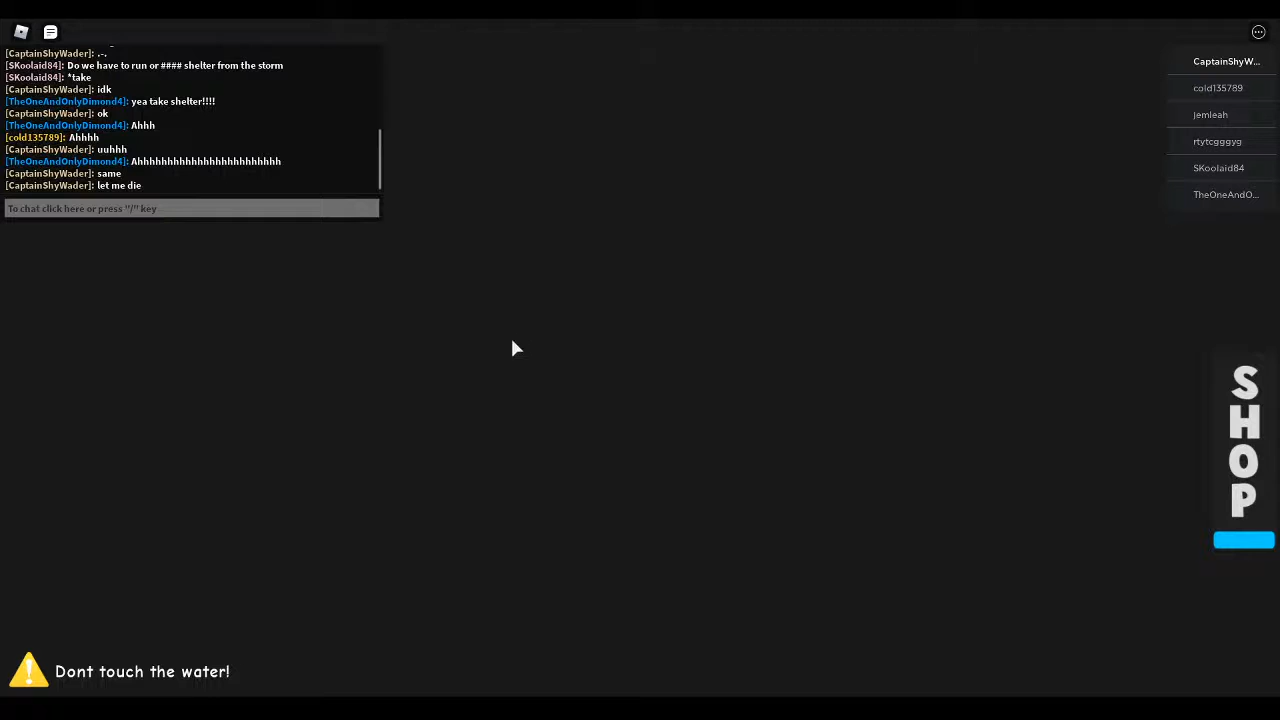 [CaptainShyWader]: .-.
[SKoolaid84]: Do we have to run or #### shelter from the storm
[SKoolaid84]: *take
[CaptainShyWader]: idk
[TheOneAndOnlyDimond4]: yea take shelter!!!!
[CaptainShyWader]: ok
[TheOneAndOnlyDimond4]: Ahhh
[cold135789]: Ahhhh
[CaptainShyWader]: uuhhh
[TheOneAndOnlyDimond4]: Ahhhhhhhhhhhhhhhhhhhhhhhh
[CaptainShyWader]: same
[CaptainShyWader]: let me die
To chat click here or press "/" key
CaptainShyW...
cold135789
jemleah
rtytcgggyg
SKoolaid84
TheOneAndO...
SHOP
Dont touch the water!